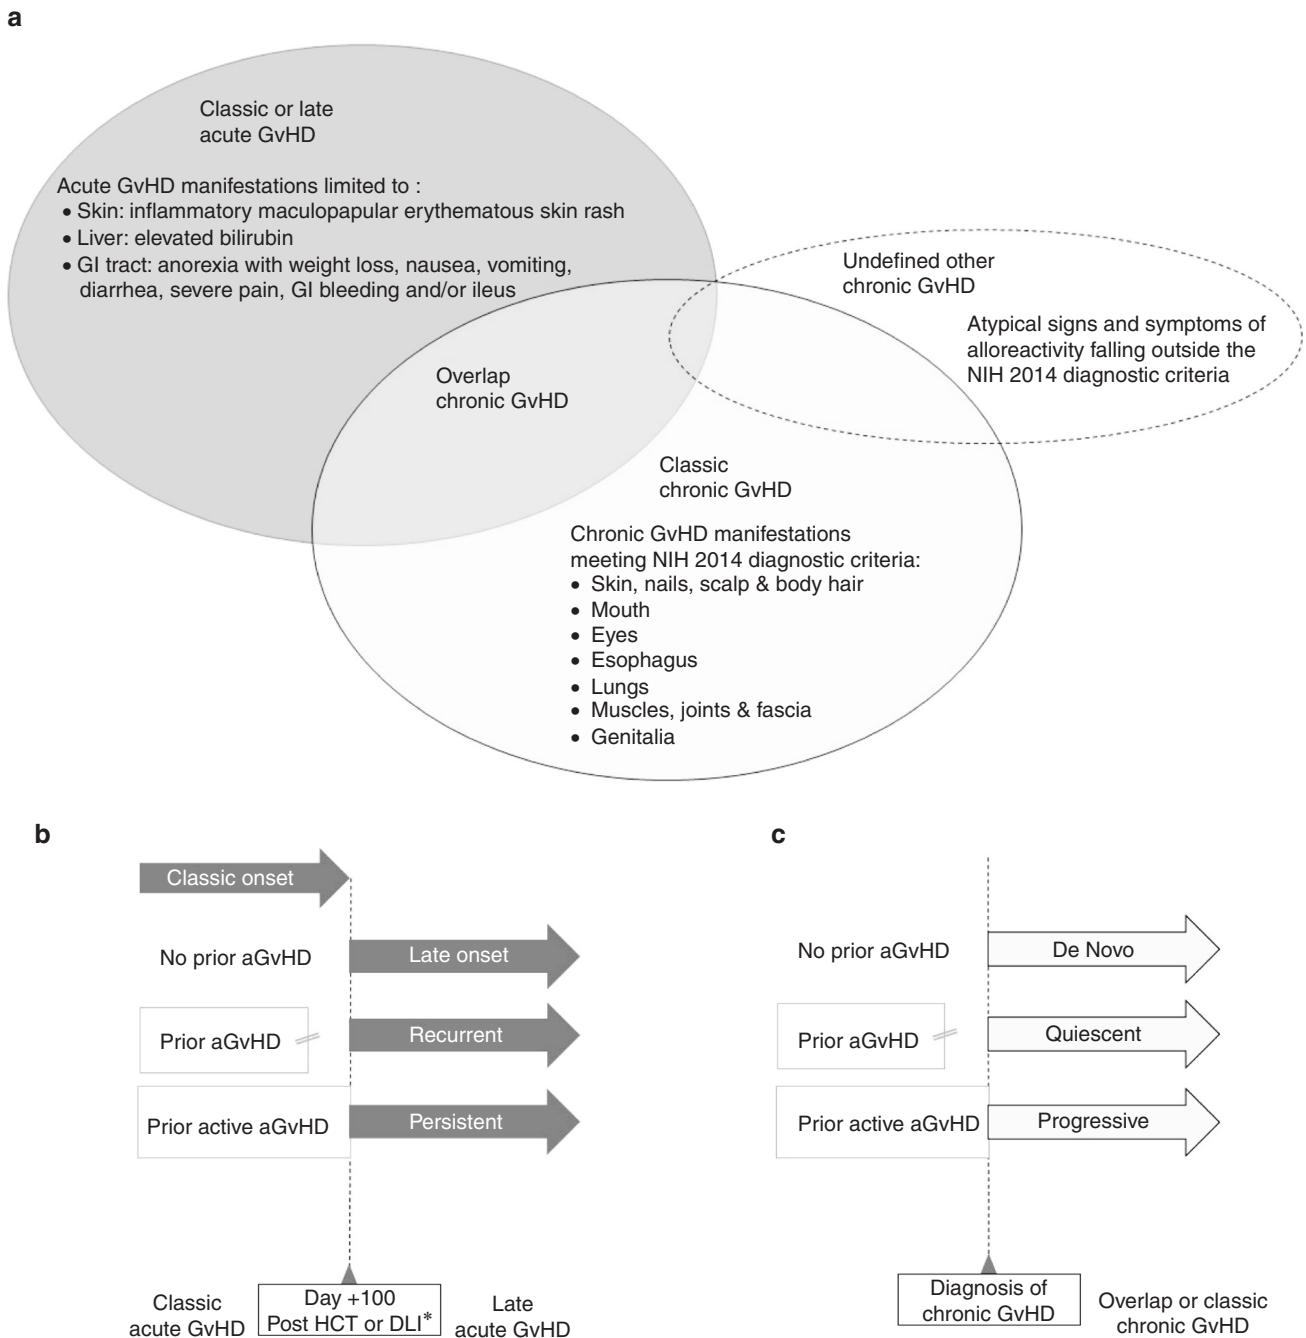 a
Classic or late
acute GvHD
Acute GvHD manifestations limited to :
• Skin: inflammatory maculopapular erythematous skin rash
• Liver: elevated bilirubin
• GI tract: anorexia with weight loss, nausea, vomiting,
diarrhea, severe pain, GI bleeding and/or ileus
Undefined other
chronic GvHD
Atypical signs and symptoms of
alloreactivity falling outside the
NIH 2014 diagnostic criteria
Overlap
chronic GvHD
Classic
chronic GvHD
Chronic GvHD manifestations
meeting NIH 2014 diagnostic criteria:
• Skin, nails, scalp & body hair
• Mouth
• Eyes
• Esophagus
• Lungs
• Muscles, joints & fascia
• Genitalia
b
Classic onset
No prior aGvHD
Late onset
Prior aGvHD
Recurrent
Prior active aGvHD
Persistent
Classic
acute GvHD
Day +100
Post HCT or DLI*
Late
acute GvHD
c
No prior aGvHD
De Novo
Prior aGvHD
Quiescent
Prior active aGvHD
Progressive
Diagnosis of
chronic GvHD
Overlap or classic
chronic GvHD